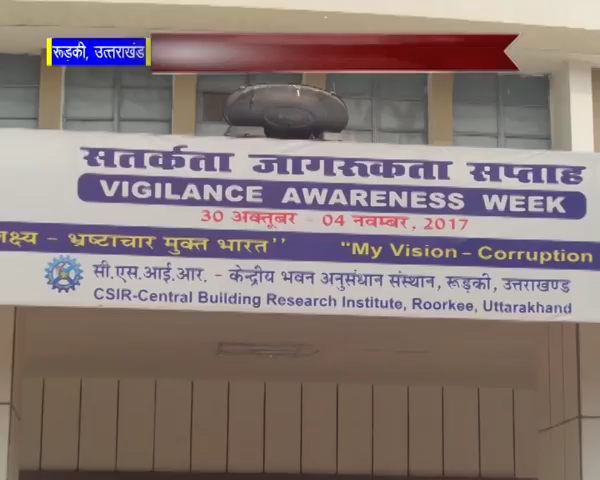 रूड़की, उत्तराखंड
सतर्कता जागरूकता सप्ताह
VIGILANCE AWARENESS WEEK
30 अक्तूबर - 04 नवम्बर, 2017
लक्ष्य - भ्रष्टाचार मुक्त भारत" "My Vision - Corruption
सी.एस.आई.आर. - केन्द्रीय भवन अनुसंधान संस्थान, रूड़की, उत्तराखण्ड
CSIR-Central Building Research Institute, Roorkee, Uttarakhand